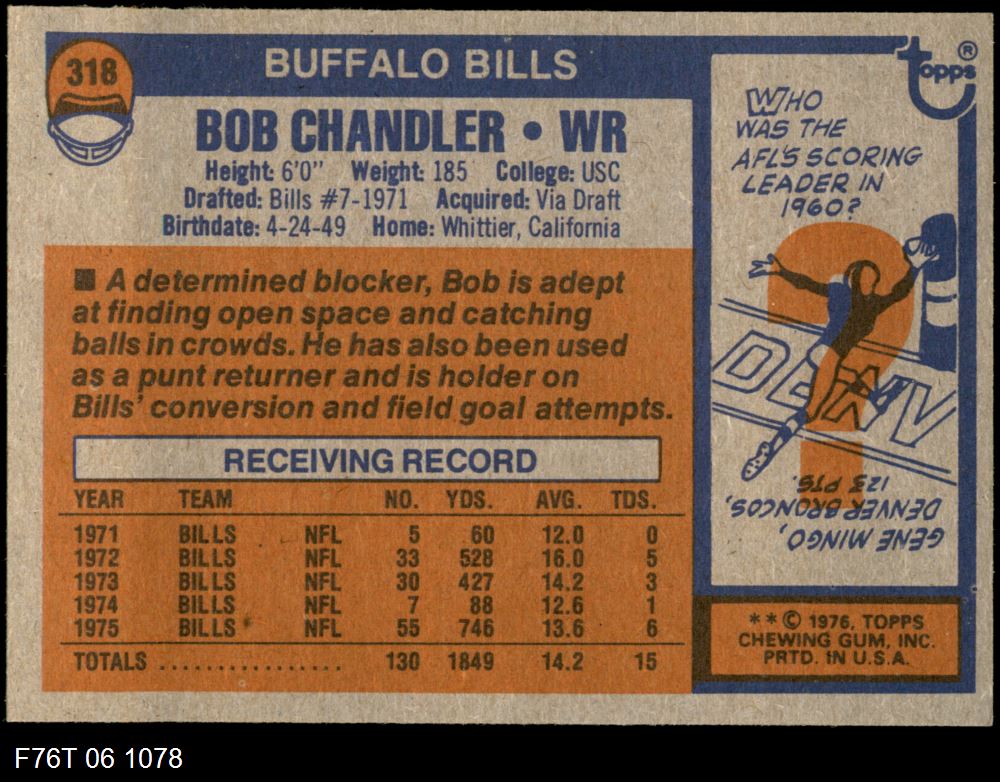 318
BUFFALO BILLS
BOB CHANDLER • WR
Height: 6'0" Weight: 185 College: USC
Drafted: Bills #7-1971 Acquired: Via Draft
Birthdate: 4-24-49 Home: Whittier, California
■ A determined blocker, Bob is adept
at finding open space and catching
balls in crowds. He has also been used
as a punt returner and is holder on
Bills' conversion and field goal attempts.
RECEIVING RECORD
YEAR TEAM NO. YDS. AVG. TDS.
1971 BILLS NFL 5 60 12.0 0
1972 BILLS NFL 33 528 16.0 5
1973 BILLS NFL 30 427 14.2 3
1974 BILLS NFL 7 88 12.6 1
1975 BILLS NFL 55 746 13.6 6
TOTALS ................ 130 1849 14.2 15
Topps ®
WHO
WAS THE
AFL'S SCORING
LEADER IN
1960?
DENV
GENE MINGO,
DENVER BRONCOS,
123 PTS.
** © 1976, TOPPS
CHEWING GUM, INC.
PRTD. IN U.S.A.
F76T 06 1078